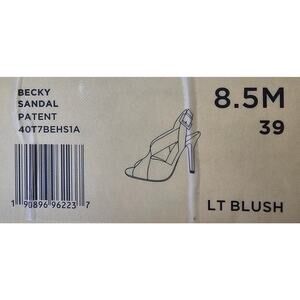 BECKY
SANDAL
PATENT
40T7BEHS1A
8.5M
39
1 90896 96223 7
LT BLUSH